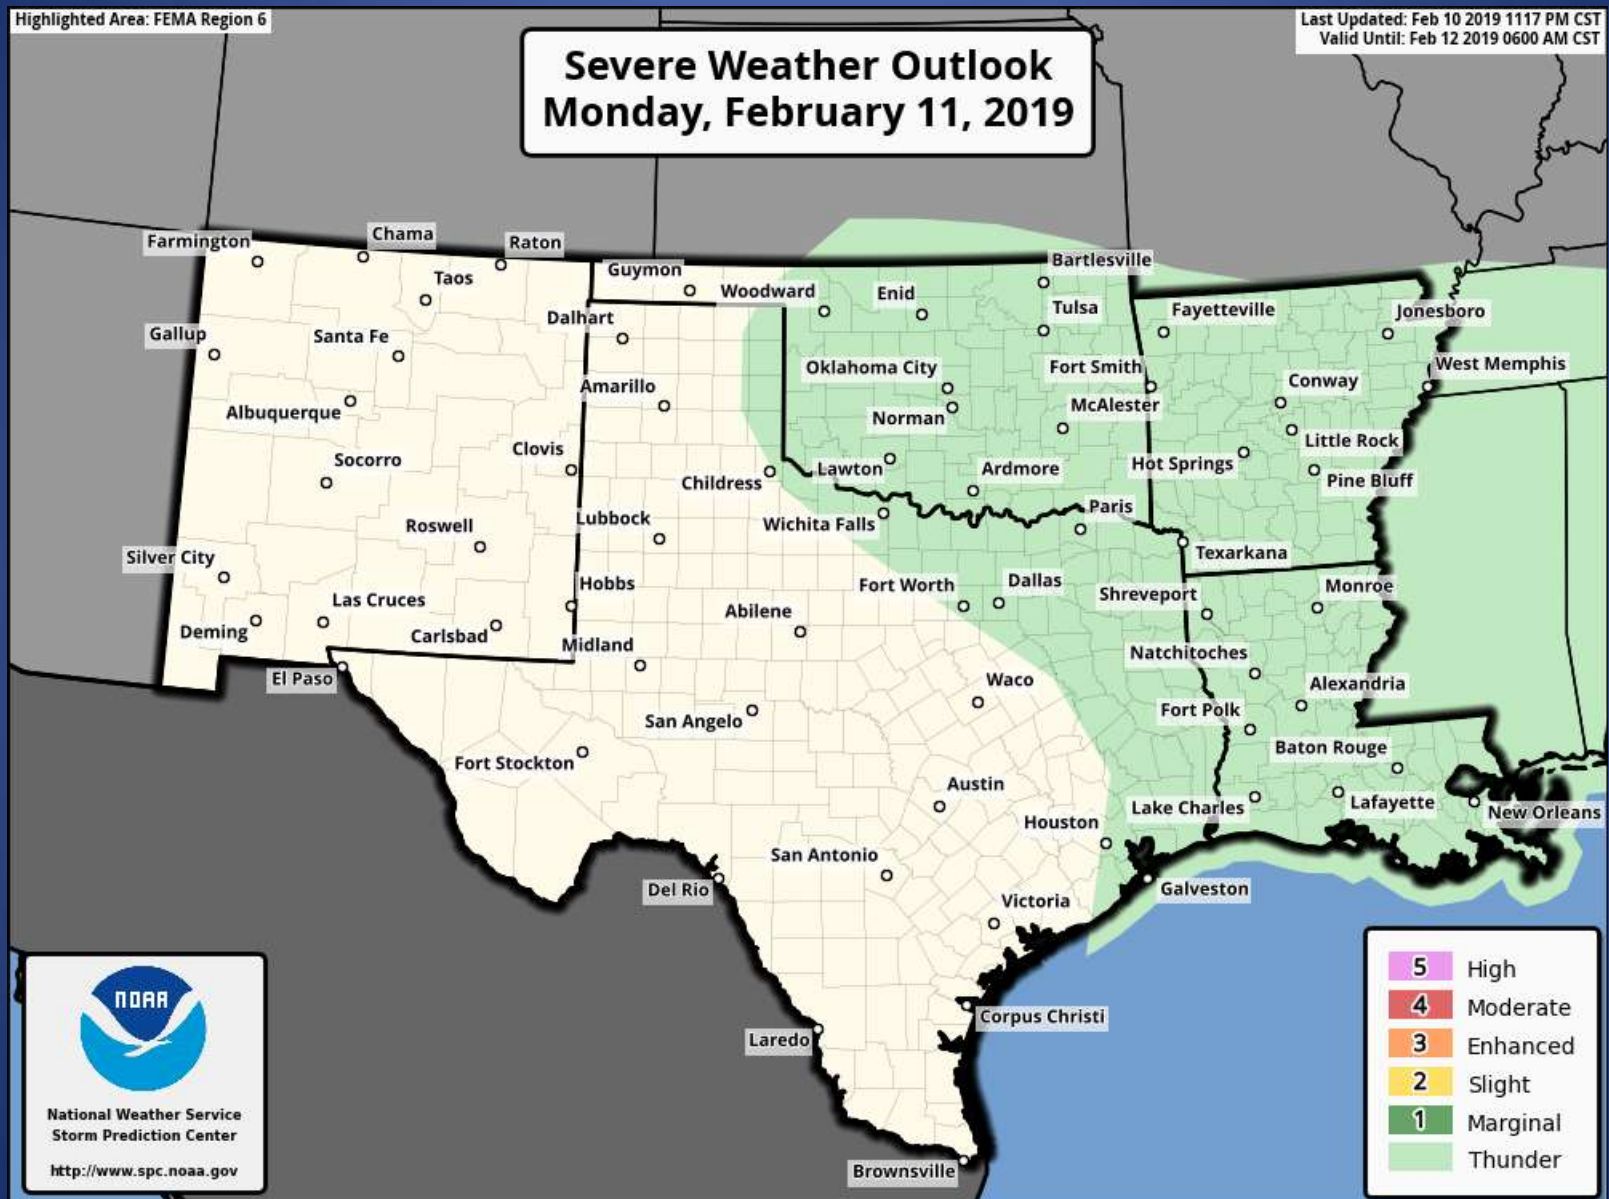 Highlighted Area: FEMA Region 6
Last Updated: Feb 10 2019 1117 PM CST
Valid Until: Feb 12 2019 0600 AM CST
Severe Weather Outlook
Monday, February 11, 2019
Farmington
Chama
Raton
Taos
Guymon
Woodward
Enid
Bartlesville
Tulsa
Fayetteville
Jonesboro
Gallup
Santa Fe
Dalhart
Oklahoma City
Fort Smith
West Memphis
Albuquerque
Amarillo
Norman
McAlester
Conway
Socorro
Clovis
Childress
Lawton
Ardmore
Hot Springs
Little Rock
Pine Bluff
Roswell
Lubbock
Wichita Falls
Paris
Texarkana
Silver City
Las Cruces
Hobbs
Fort Worth
Dallas
Shreveport
Monroe
Deming
Carlsbad
Midland
Abilene
Natchitoches
El Paso
San Angelo
Waco
Fort Polk
Alexandria
Fort Stockton
Austin
Baton Rouge
Houston
Lake Charles
Lafayette
New Orleans
San Antonio
Del Rio
Galveston
Victoria
Laredo
Corpus Christi
Brownsville
NOAA
National Weather Service
Storm Prediction Center
http://www.spc.noaa.gov
5 High
4 Moderate
3 Enhanced
2 Slight
1 Marginal
Thunder